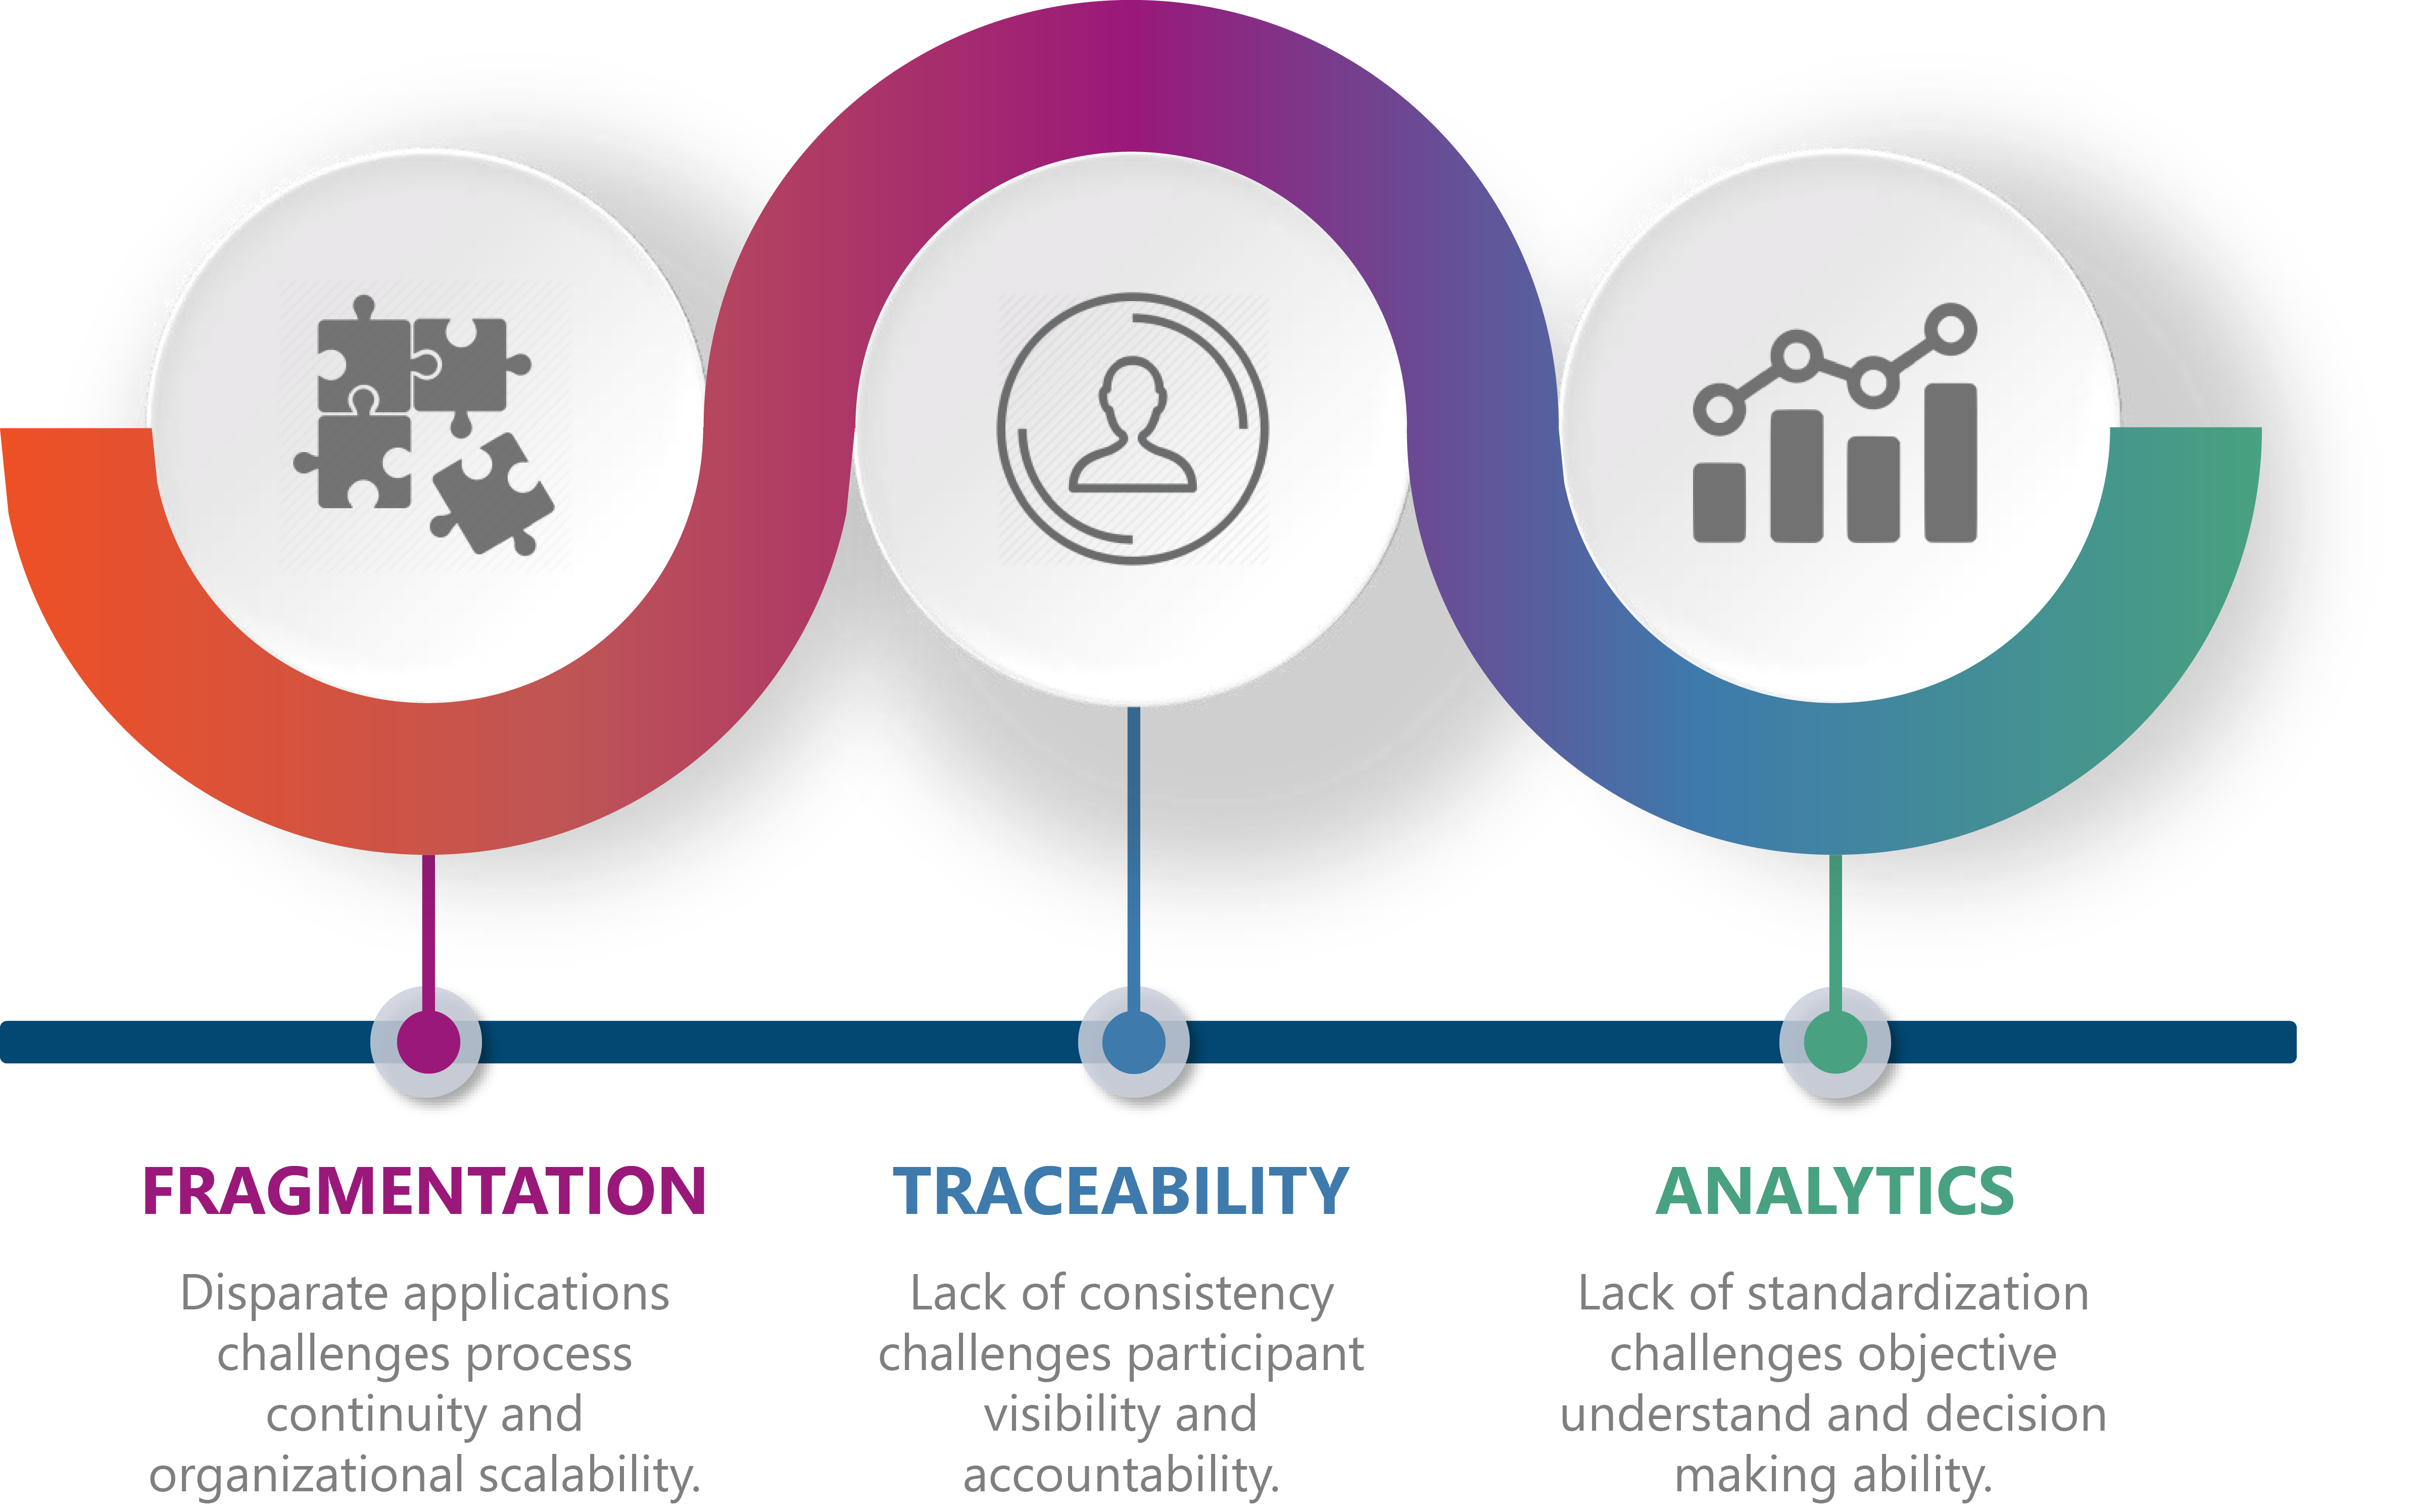 FRAGMENTATION
Disparate applications
challenges process
continuity and
organizational scalability.
TRACEABILITY
Lack of consistency
challenges participant
visibility and
accountability.
ANALYTICS
Lack of standardization
challenges objective
understand and decision
making ability.